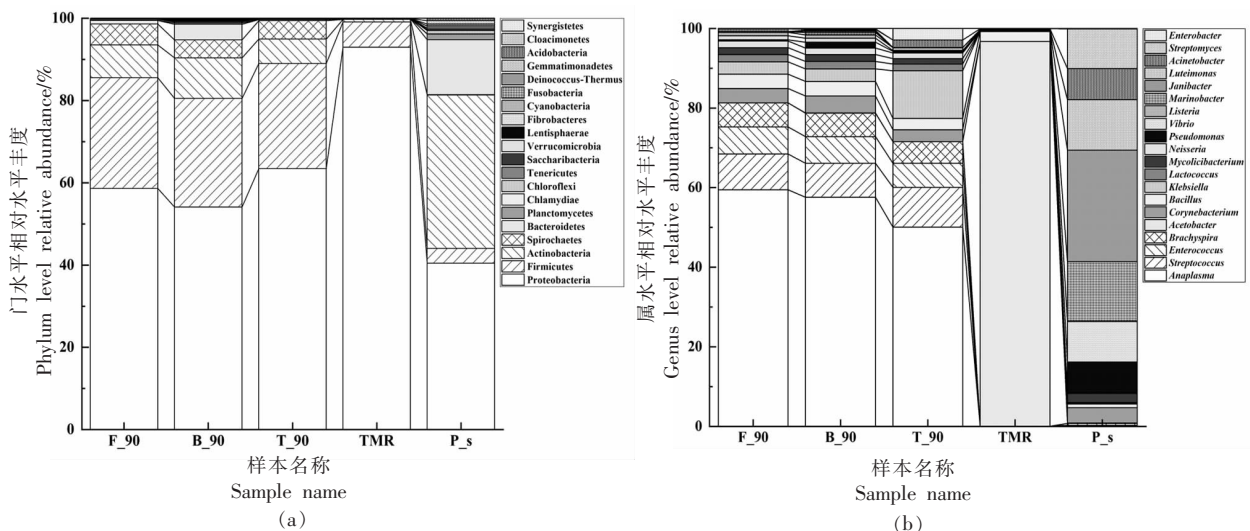 门水平相对水平丰度
Phylum level relative abundance/%
100
80
60
40
20
0
F_90
B_90
T_90
TMR
P_s
样本名称
Sample name
(a)
Synergistetes
Cloacimonetes
Acidobacteria
Gemmatimonadetes
Deinococcus-Thermus
Fusobacteria
Cyanobacteria
Fibrobacteres
Lentisphaerae
Verrucomicrobia
Saccharibacteria
Tenericutes
Chloroflexi
Chlamydiae
Planctomycetes
Bacteroidetes
Spirochaetes
Actinobacteria
Firmicutes
Proteobacteria
属水平相对水平丰度
Genus level relative abundance/%
100
80
60
40
20
0
F_90
B_90
T_90
TMR
P_s
样本名称
Sample name
(b)
Enterobacter
Streptomyces
Acinetobacter
Luteimonas
Janibacter
Marinobacter
Listeria
Vibrio
Pseudomonas
Neisseria
Mycolicibacterium
Lactococcus
Klebsiella
Bacillus
Corynebacterium
Acetobacter
Brachyspira
Enterococcus
Streptococcus
Anaplasma